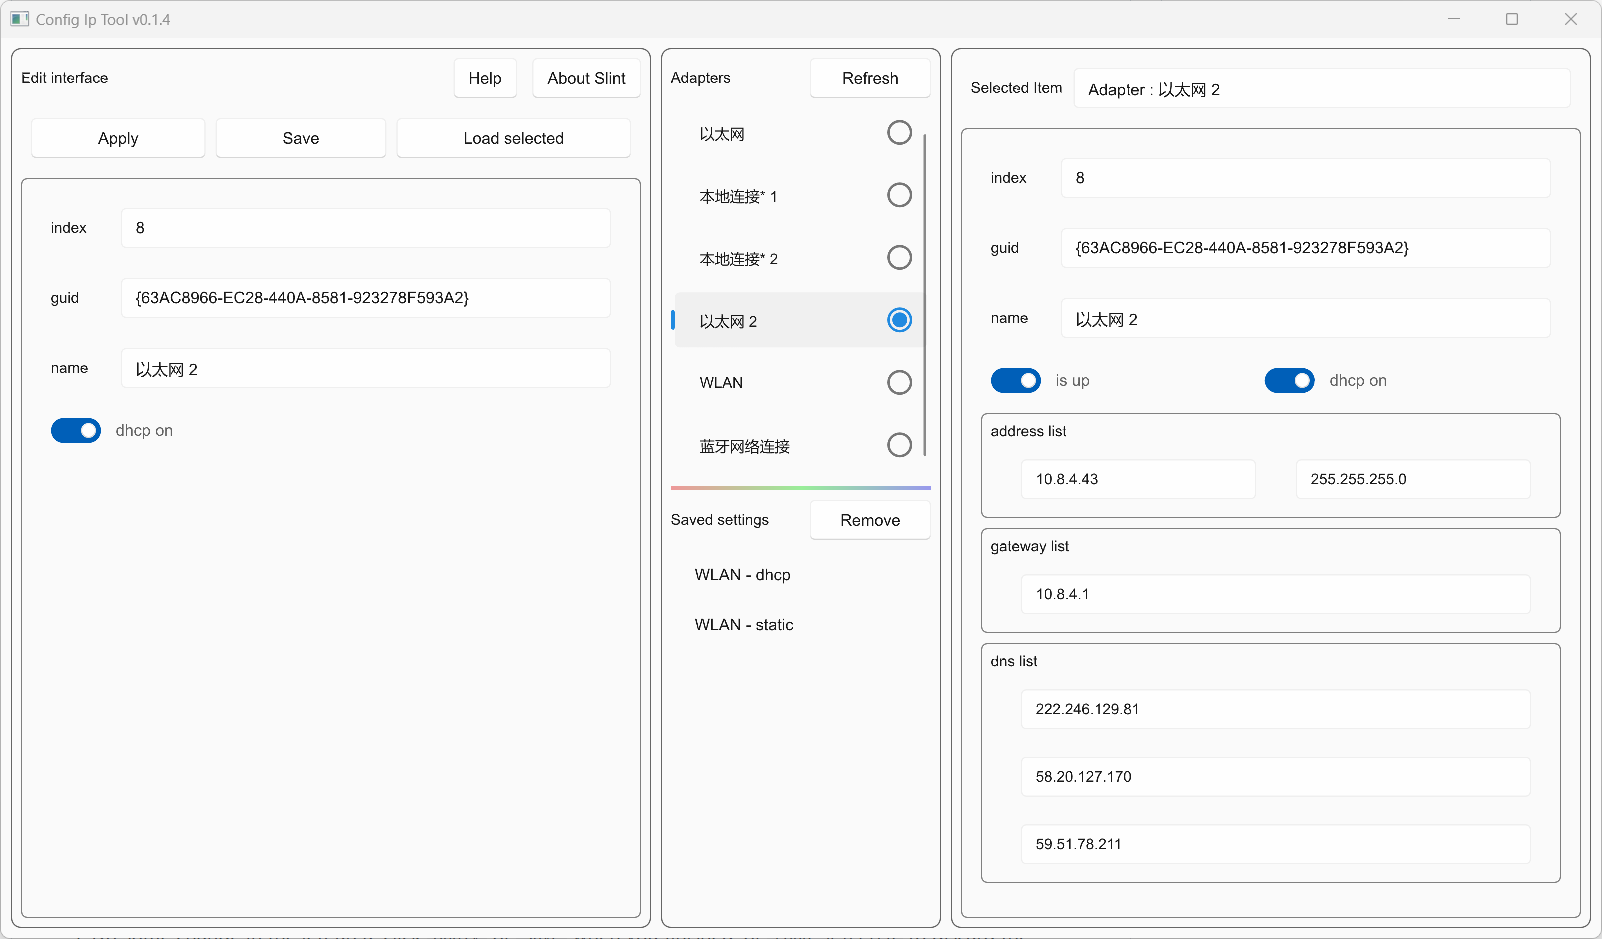 Config Ip Tool v0.1.4
Edit interface
Help
About Slint
Apply
Save
Load selected
index
8
guid
{63AC8966-EC28-440A-8581-923278F593A2}
name
以太网 2
dhcp on
Adapters
Refresh
以太网
本地连接* 1
本地连接* 2
以太网 2
WLAN
蓝牙网络连接
Saved settings
Remove
WLAN - dhcp
WLAN - static
Selected Item
Adapter : 以太网 2
index
8
guid
{63AC8966-EC28-440A-8581-923278F593A2}
name
以太网 2
is up
dhcp on
address list
10.8.4.43
255.255.255.0
gateway list
10.8.4.1
dns list
222.246.129.81
58.20.127.170
59.51.78.211